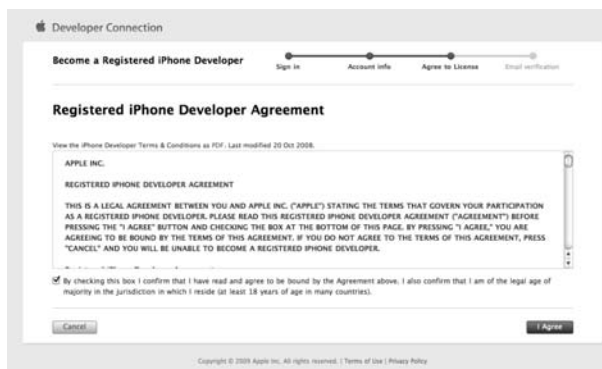 Developer Connection
Become a Registered iPhone Developer
Sign in
Account info
Agree to License
Email verification
Registered iPhone Developer Agreement
View the iPhone Developer Terms & Conditions as PDF. Last modified 20 Oct 2008.
APPLE INC.
REGISTERED IPHONE DEVELOPER AGREEMENT
THIS IS A LEGAL AGREEMENT BETWEEN YOU AND APPLE INC. ("APPLE") STATING THE TERMS THAT GOVERN YOUR PARTICIPATION
AS A REGISTERED IPHONE DEVELOPER. PLEASE READ THIS REGISTERED IPHONE DEVELOPER AGREEMENT ("AGREEMENT") BEFORE
PRESSING THE "I AGREE" BUTTON AND CHECKING THE BOX AT THE BOTTOM OF THIS PAGE. BY PRESSING "I AGREE," YOU ARE
AGREEING TO BE BOUND BY THE TERMS OF THIS AGREEMENT. IF YOU DO NOT AGREE TO THE TERMS OF THIS AGREEMENT, PRESS
"CANCEL" AND YOU WILL BE UNABLE TO BECOME A REGISTERED IPHONE DEVELOPER.
By checking this box I confirm that I have read and agree to be bound by the Agreement above. I also confirm that I am of the legal age of
majority in the jurisdiction in which I reside (at least 18 years of age in many countries).
Cancel
I Agree
Copyright © 2009 Apple Inc. All rights reserved. | Terms of Use | Privacy Policy